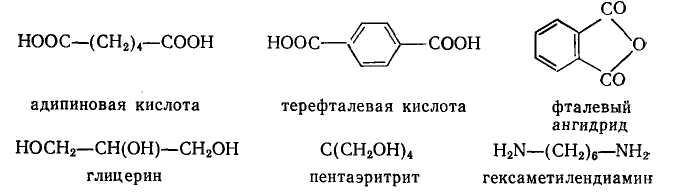 HOOC—(CH₂)₄—COOH
HOOC
COOH
CO
O
CO
адипиновая кислота
терефталевая кислота
фталевый
ангидрид
HOCH₂—CH(OH)—CH₂OH
C(CH₂OH)₄
H₂N—(CH₂)₆—NH₂
глицерин
пентаэритрит
гексаметилендиамин